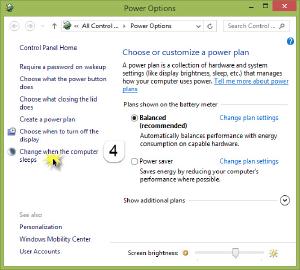 Power Options
All Control ... Power Options
Search Control ...
Control Panel Home
Require a password on wakeup
Choose what the power button
does
Choose what closing the lid
does
Create a power plan
Choose when to turn off the
display
Change when the computer
sleeps
4
See also
Personalization
Windows Mobility Center
User Accounts
Choose or customize a power plan
A power plan is a collection of hardware and system
settings (like display brightness, sleep, etc.) that manages
how your computer uses power. Tell me more about power
plans
Plans shown on the battery meter
Balanced Change plan settings
(recommended)
Automatically balances performance with energy
consumption on capable hardware.
Power saver Change plan settings
Saves energy by reducing your computer's
performance where possible.
Show additional plans
Screen brightness: